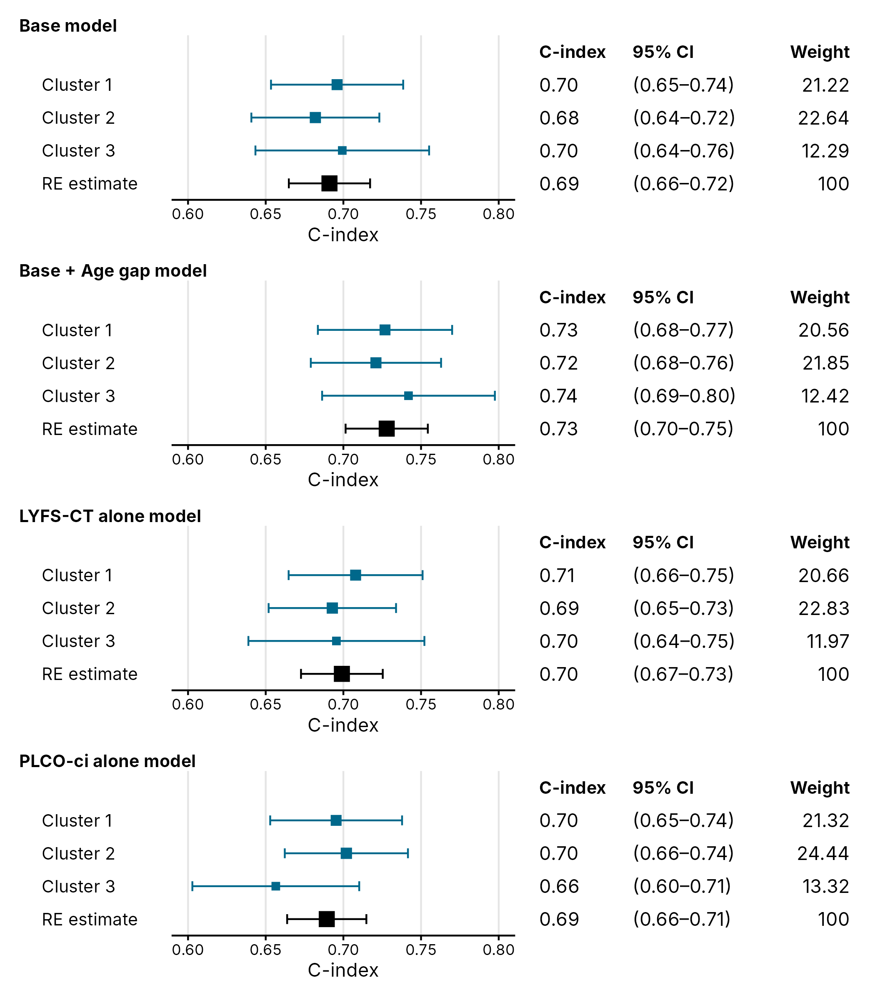 Base model
C-index 95% CI Weight
Cluster 1 0.70 (0.65–0.74) 21.22
Cluster 2 0.68 (0.64–0.72) 22.64
Cluster 3 0.70 (0.64–0.76) 12.29
RE estimate 0.69 (0.66–0.72) 100
0.60 0.65 0.70 0.75 0.80
C-index
Base + Age gap model
C-index 95% CI Weight
Cluster 1 0.73 (0.68–0.77) 20.56
Cluster 2 0.72 (0.68–0.76) 21.85
Cluster 3 0.74 (0.69–0.80) 12.42
RE estimate 0.73 (0.70–0.75) 100
0.60 0.65 0.70 0.75 0.80
C-index
LYFS-CT alone model
C-index 95% CI Weight
Cluster 1 0.71 (0.66–0.75) 20.66
Cluster 2 0.69 (0.65–0.73) 22.83
Cluster 3 0.70 (0.64–0.75) 11.97
RE estimate 0.70 (0.67–0.73) 100
0.60 0.65 0.70 0.75 0.80
C-index
PLCO-ci alone model
C-index 95% CI Weight
Cluster 1 0.70 (0.65–0.74) 21.32
Cluster 2 0.70 (0.66–0.74) 24.44
Cluster 3 0.66 (0.60–0.71) 13.32
RE estimate 0.69 (0.66–0.71) 100
0.60 0.65 0.70 0.75 0.80
C-index